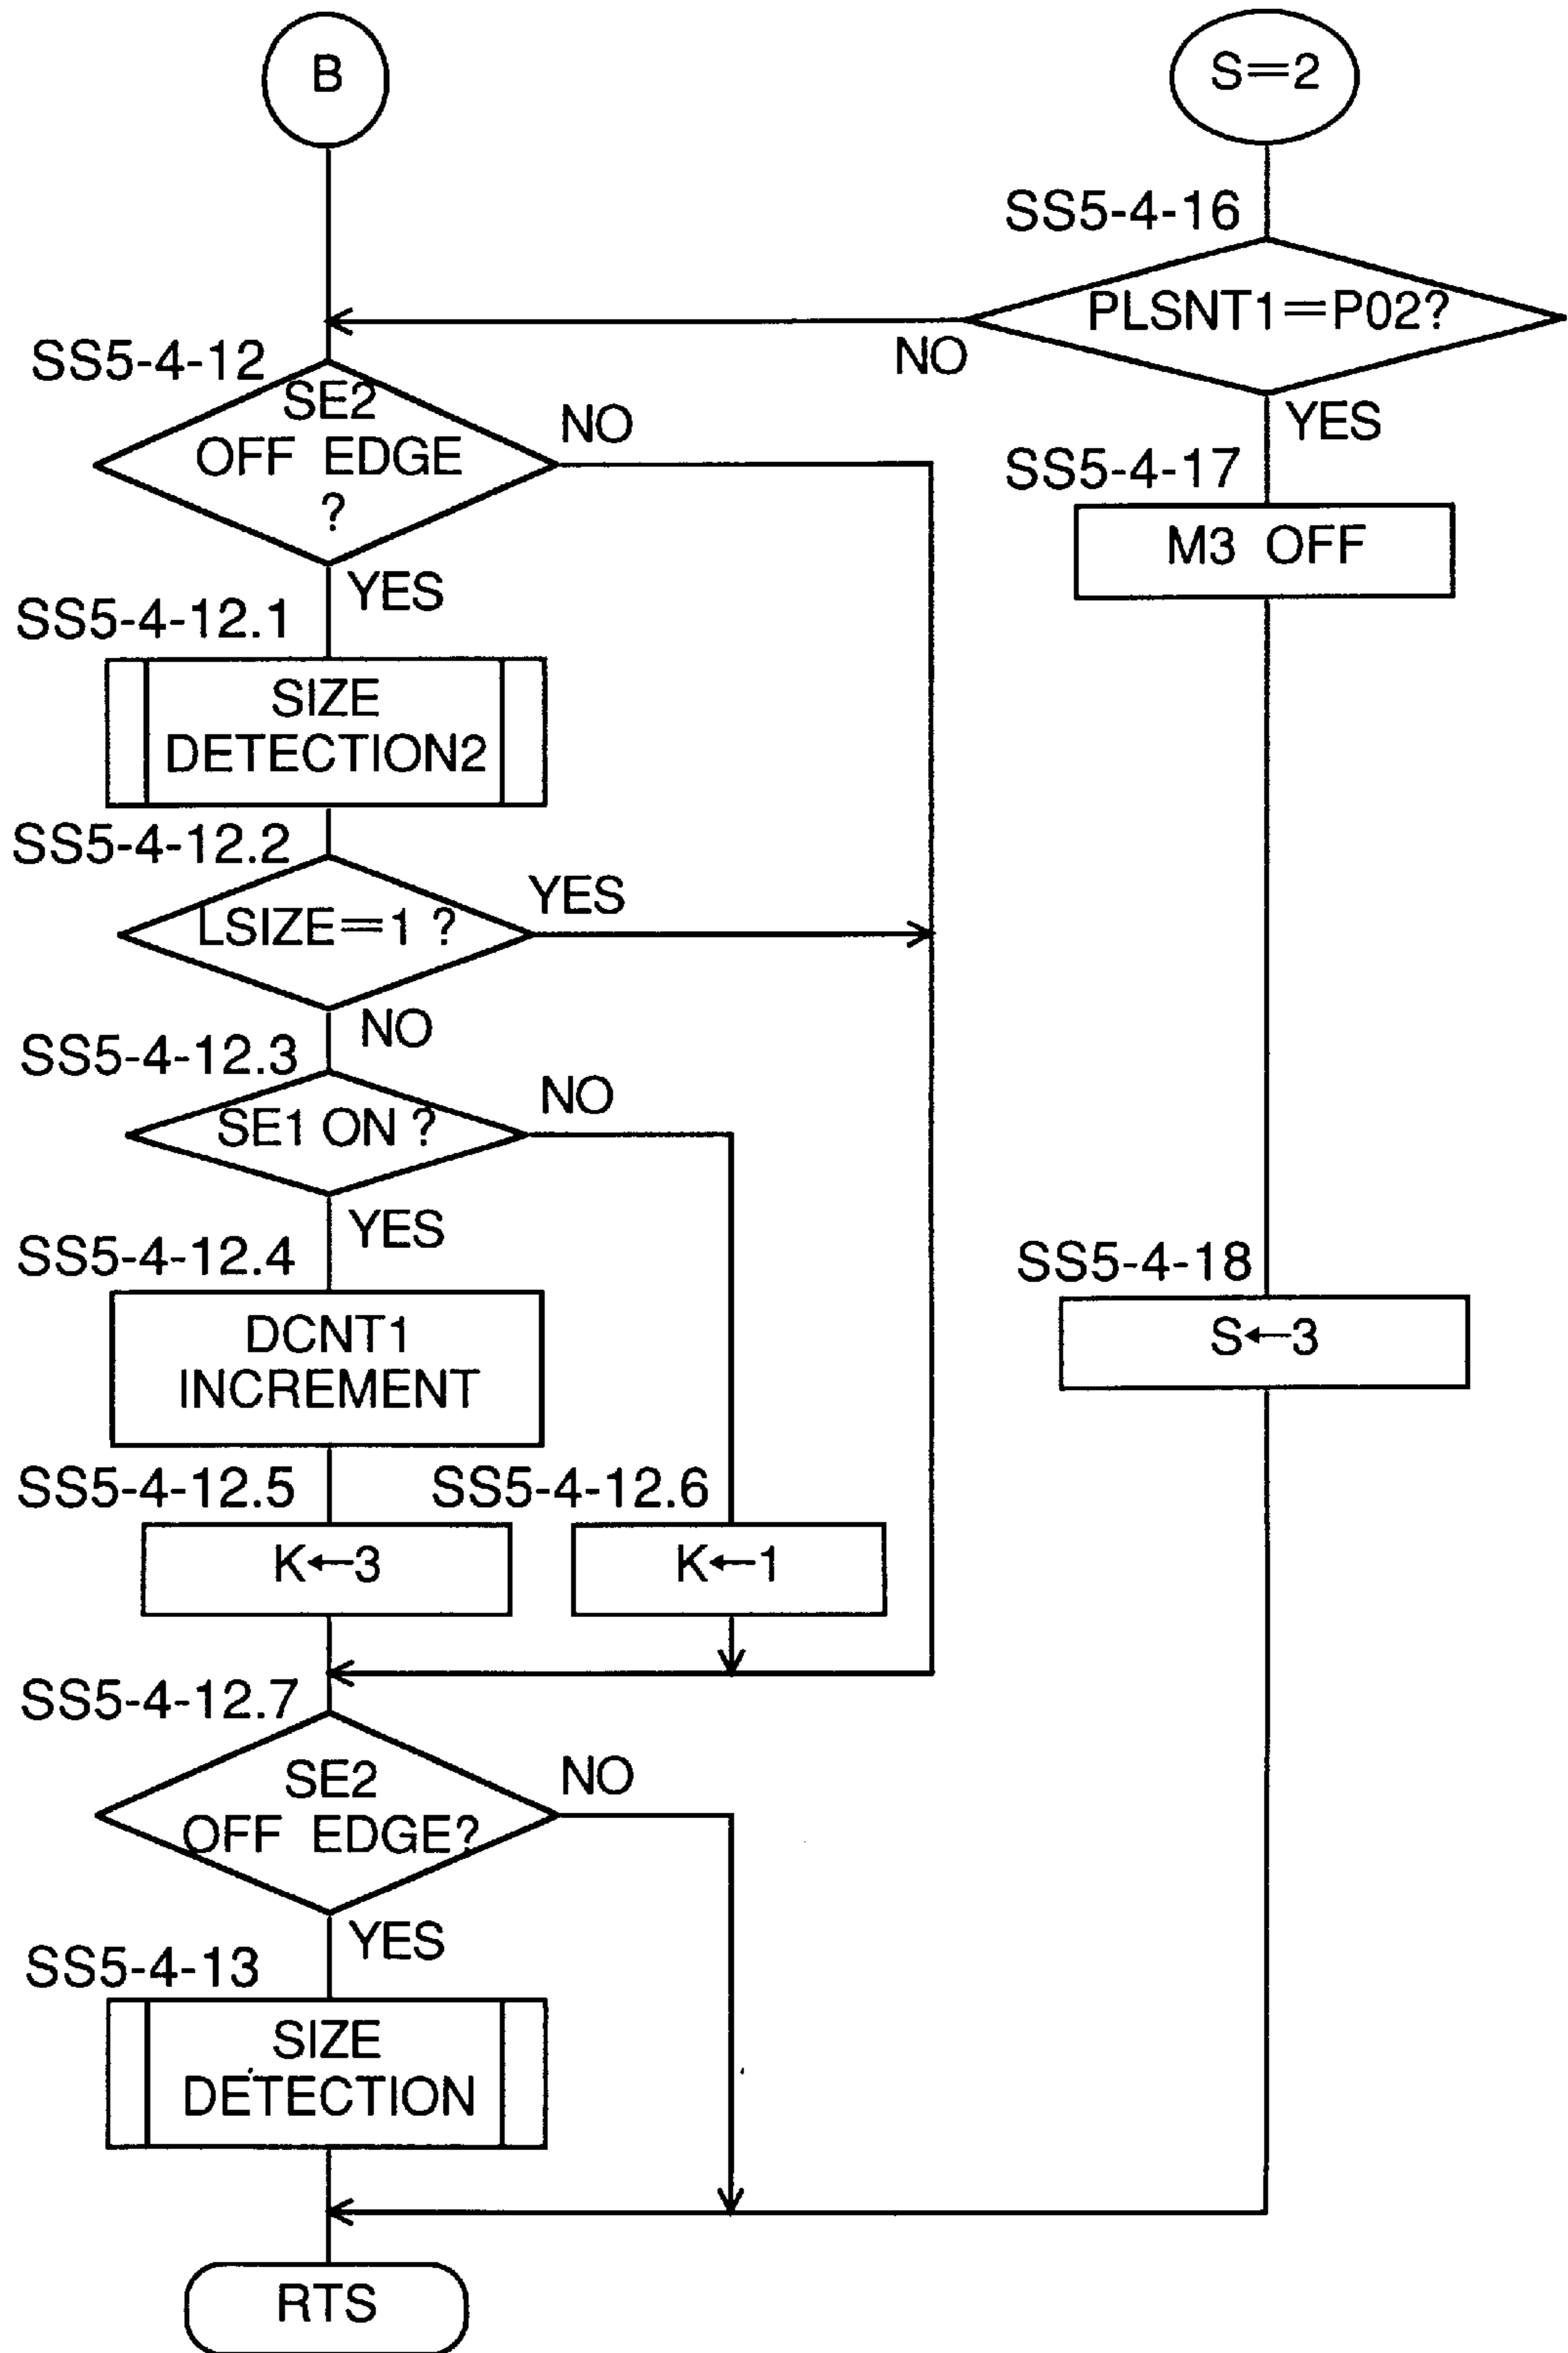 B
S=2
SS5-4-16
PLSNT1=P02?
NO
YES
SS5-4-12
SE2
OFF EDGE
?
NO
YES
SS5-4-17
M3 OFF
SS5-4-12.1
SIZE
DETECTION2
SS5-4-12.2
LSIZE=1 ?
YES
NO
SS5-4-12.3
SE1 ON ?
NO
YES
SS5-4-12.4
DCNT1
INCREMENT
SS5-4-18
S←3
SS5-4-12.5
K←3
SS5-4-12.6
K←1
SS5-4-12.7
SE2
OFF EDGE?
NO
YES
SS5-4-13
SIZE
DETECTION
RTS